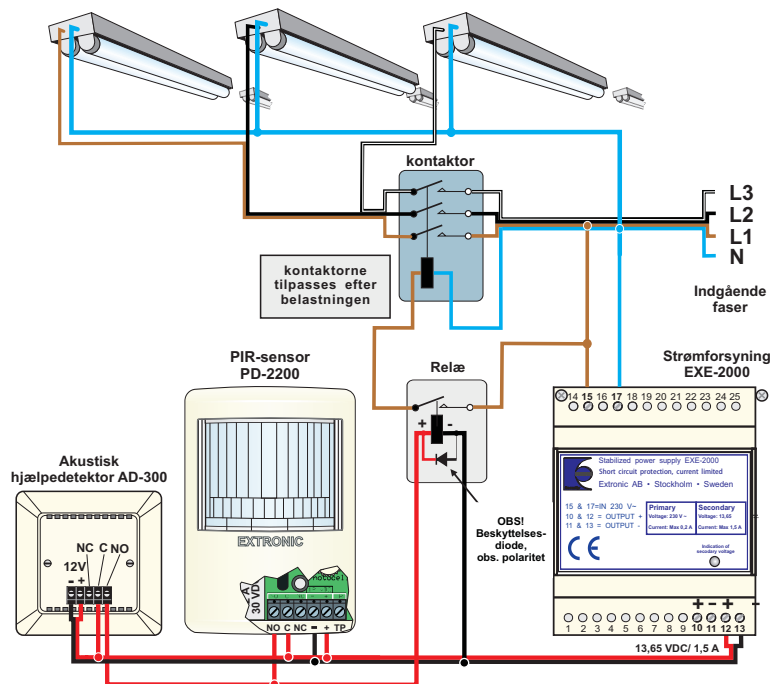 kontaktor
L3
L2
L1
N
Indgående
faser
kontaktorne
tilpasses efter
belastningen
PIR-sensor
PD-2200
Relæ
+ -
OBS!
Beskyttelses-
diode,
obs. polaritet
Strømforsyning
EXE-2000
14 15 16 17 18 19 20 21 22 23 24 25
Stabilized power supply EXE-2000
Short circuit protection, current limited
Extronic AB • Stockholm • Sweden
15 & 17=IN 230 V~
10 & 12 = OUTPUT +
11 & 13 = OUTPUT -
Primary
Voltage: 230 V ~
Current: Max 0,2 A
Secondary
Voltage: 13,65
Current: Max 1,5 A
CE
Indication of
secodary voltage
+ - + -
1 2 3 4 5 6 7 8 9 10 11 12 13
13,65 VDC/ 1,5 A
Akustisk
hjælpedetektor AD-300
NC C NO
12V
- +
EXTRONIC
30 VD
NO C NC - + TP